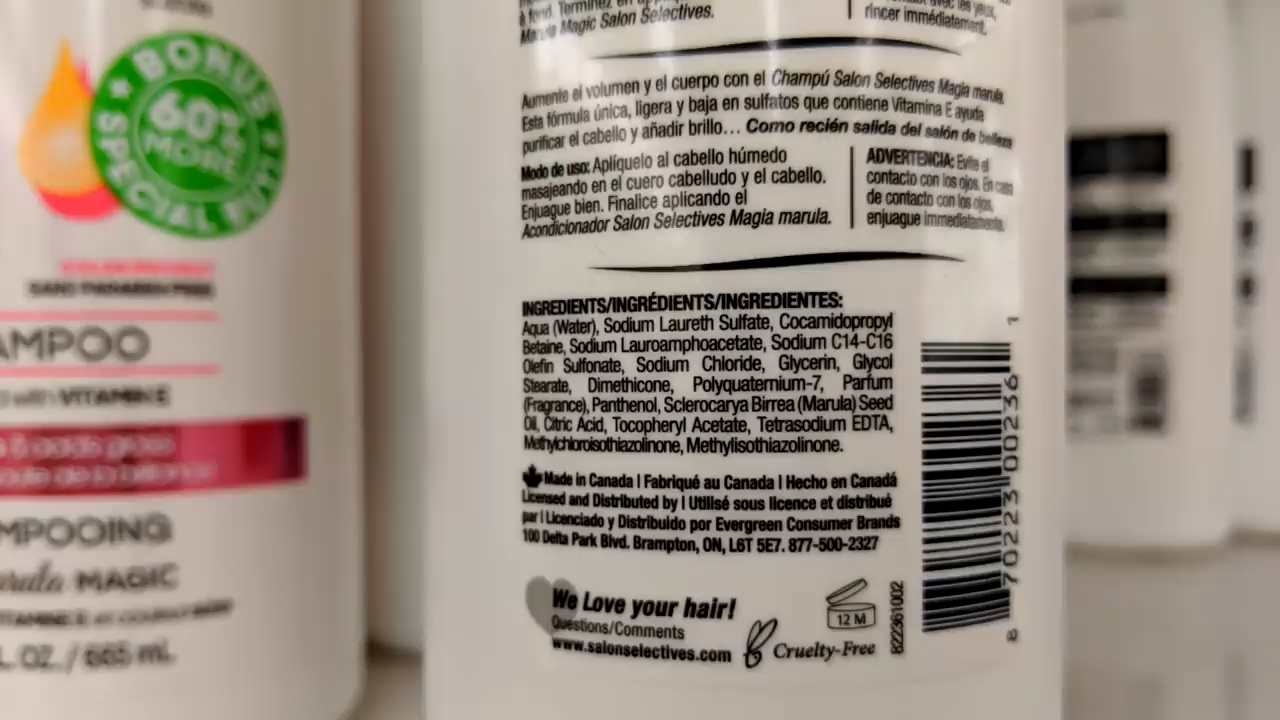 BONUS
60%
MORE
SPECIAL
AMPOO
with VITAMIN E
MPOOING
MAGIC
L OZ. / 665 mL
à fond. Terminez en
Marula Magic Salon Selectives.
rincer immédiatement.
Aumente el volumen y el cuerpo con el Champú Salon Selectives Magia marula.
Esta fórmula única, ligera y baja en sulfatos que contiene Vitamina E ayuda
purificar el cabello y añadir brillo... Como recién salida del salón de belleza
Modo de uso: Aplíquelo al cabello húmedo
masajeando en el cuero cabelludo y el cabello.
Enjuague bien. Finalice aplicando el
Acondicionador Salon Selectives Magia marula.
ADVERTENCIA: Evite el
contacto con los ojos. En caso
de contacto con los ojos,
enjuague immediatamente.
INGREDIENTS/INGRÉDIENTS/INGREDIENTES:
Aqua (Water), Sodium Laureth Sulfate, Cocamidopropyl
Betaine, Sodium Lauroamphoacetate, Sodium C14-C16
Olefin Sulfonate, Sodium Chloride, Glycerin, Glycol
Stearate, Dimethicone, Polyquaternium-7, Parfum
(Fragrance), Panthenol, Sclerocarya Birrea (Marula) Seed
Oil, Citric Acid, Tocopheryl Acetate, Tetrasodium EDTA,
Methylchloroisothiazolinone, Methylisothiazolinone.
Made in Canada | Fabriqué au Canada | Hecho en Canadá
Licensed and Distributed by | Utilisé sous licence et distribué
par | Licenciado y Distribuido por Evergreen Consumer Brands
100 Delta Park Blvd. Brampton, ON, L6T 5E7. 877-500-2327
We Love your hair!
Questions/Comments
www.salonselectives.com
Cruelty-Free
12 M
822361002
8 70223 00236 1